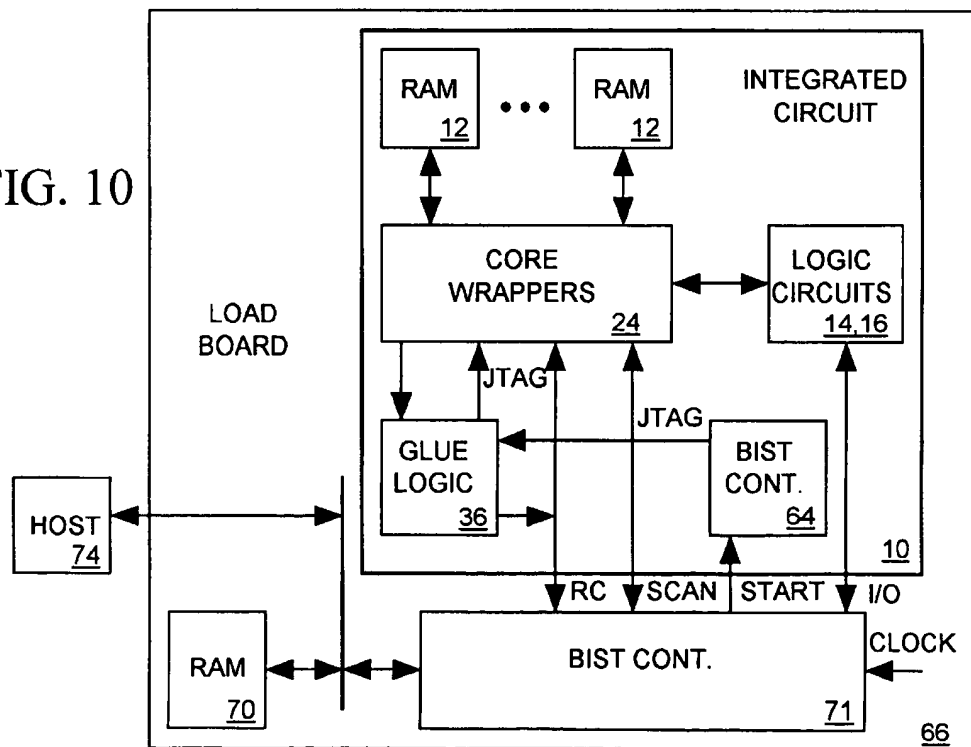 RAM
12
RAM
12
INTEGRATED
CIRCUIT
IG. 10
CORE
WRAPPERS
24
LOGIC
CIRCUITS
14,16
LOAD
BOARD
JTAG
JTAG
GLUE
LOGIC
36
BIST
CONT.
64
HOST
74
10
RC
SCAN
START
I/O
CLOCK
RAM
70
BIST CONT.
71
66